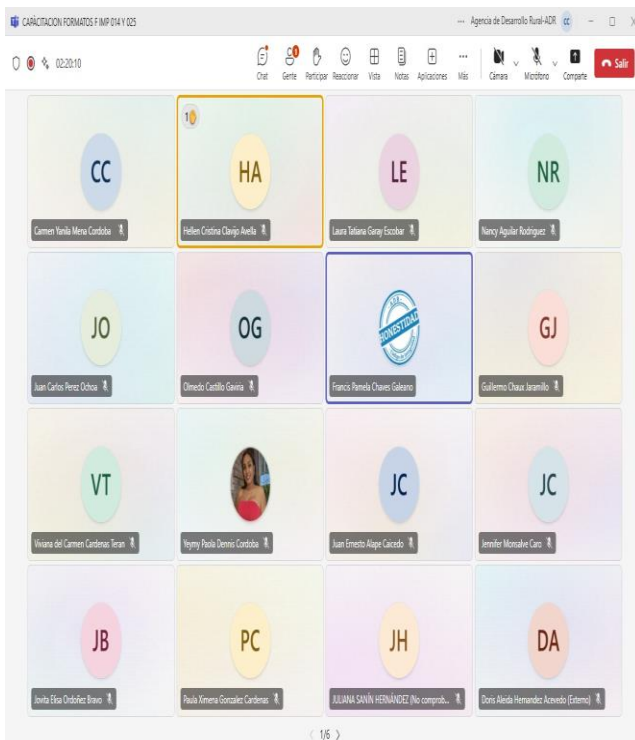 CAPACITACION FORMATOS F IMP 014 Y 025
Agencia de Desarrollo Rural-ADR
cc
02:20:10
Chat
Gente
Participar
Reaccionar
Vista
Notas
Aplicaciones
Más
Cámara
Micrófono
Comparte
Salir
CC
Carmen Yanila Mena Cordoba
1
HA
Hellen Cristina Clavijo Avella
LE
Laura Tatiana Garay Escobar
NR
Nancy Aguilar Rodriguez
JO
Juan Carlos Perez Ochoa
OG
Olmedo Castillo Gaviria
HONESTIDAD
Francis Pamela Chaves Galeano
GJ
Guillermo Chaux Jaramillo
VT
Viviana del Carmen Cardenas Teran
Yeymy Paola Dennis Cordoba
JC
Juan Ernesto Alape Caicedo
JC
Jennifer Monsalve Caro
JB
Jovita Elisa Ordoñez Bravo
PC
Paula Ximena Gonzalez Cardenas
JH
JULIANA SANÍN HERNÁNDEZ (No comprob...
DA
Doris Aleida Hernandez Acevedo (Externo)
1/6